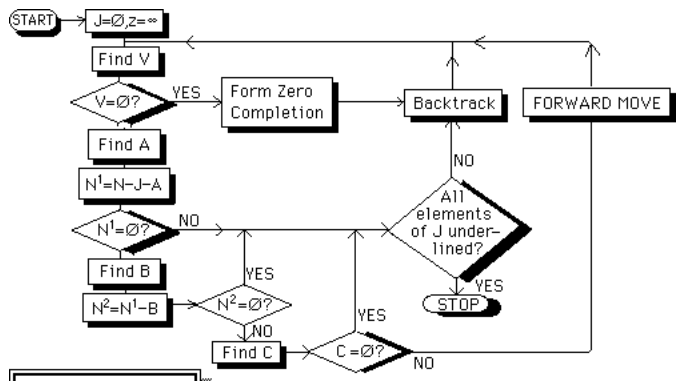 START
J=Ø,z=∞
Find V
V=Ø?
YES
Form Zero
Completion
Backtrack
FORWARD MOVE
Find A
N¹=N-J-A
NO
All
elements
of J under-
lined?
N¹=Ø?
NO
Find B
YES
YES
YES
STOP
N²=N¹-B
N²=Ø?
NO
Find C
C=Ø?
NO